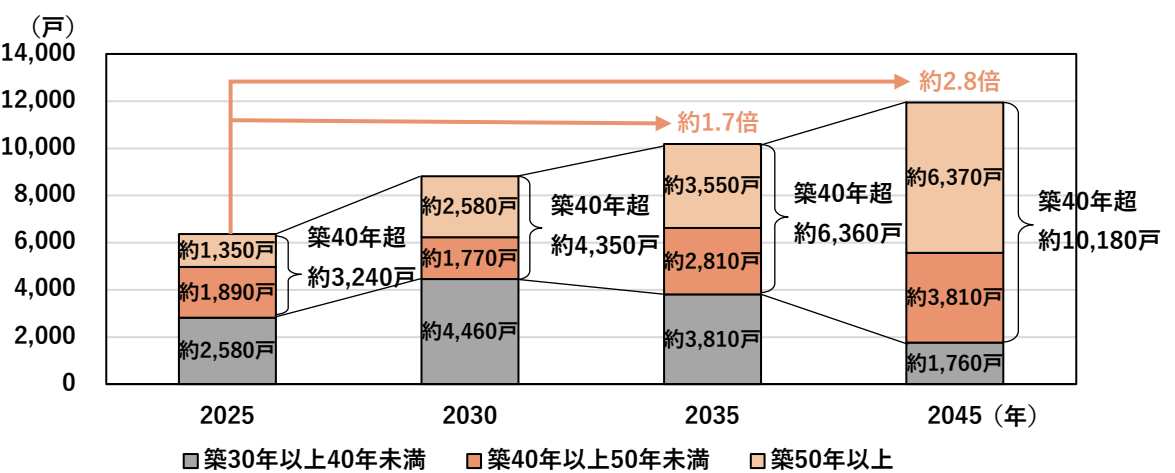 （戸）
14,000
12,000
10,000
8,000
6,000
4,000
2,000
0
約2.8倍
約1.7倍
約1,350戸
約1,890戸
約2,580戸
築40年超
約3,240戸
約2,580戸
約1,770戸
約4,460戸
築40年超
約4,350戸
約3,550戸
約2,810戸
約3,810戸
築40年超
約6,360戸
約6,370戸
約3,810戸
約1,760戸
築40年超
約10,180戸
2025 2030 2035 2045（年）
築30年以上40年未満 築40年以上50年未満 築50年以上